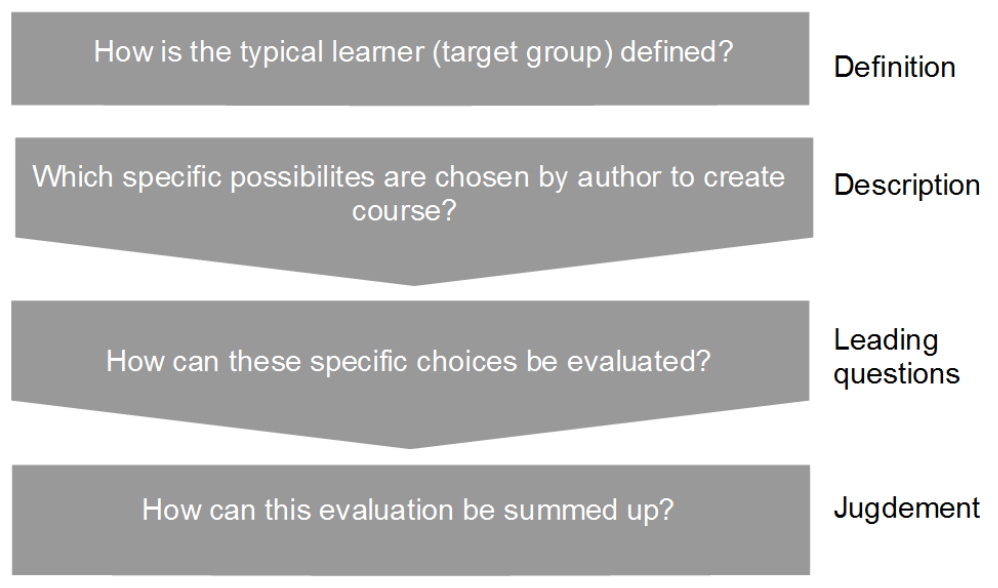 How is the typical learner (target group) defined?
Definition
Which specific possibilites are chosen by author to create
course?
Description
How can these specific choices be evaluated?
Leading
questions
How can this evaluation be summed up?
Jugdement